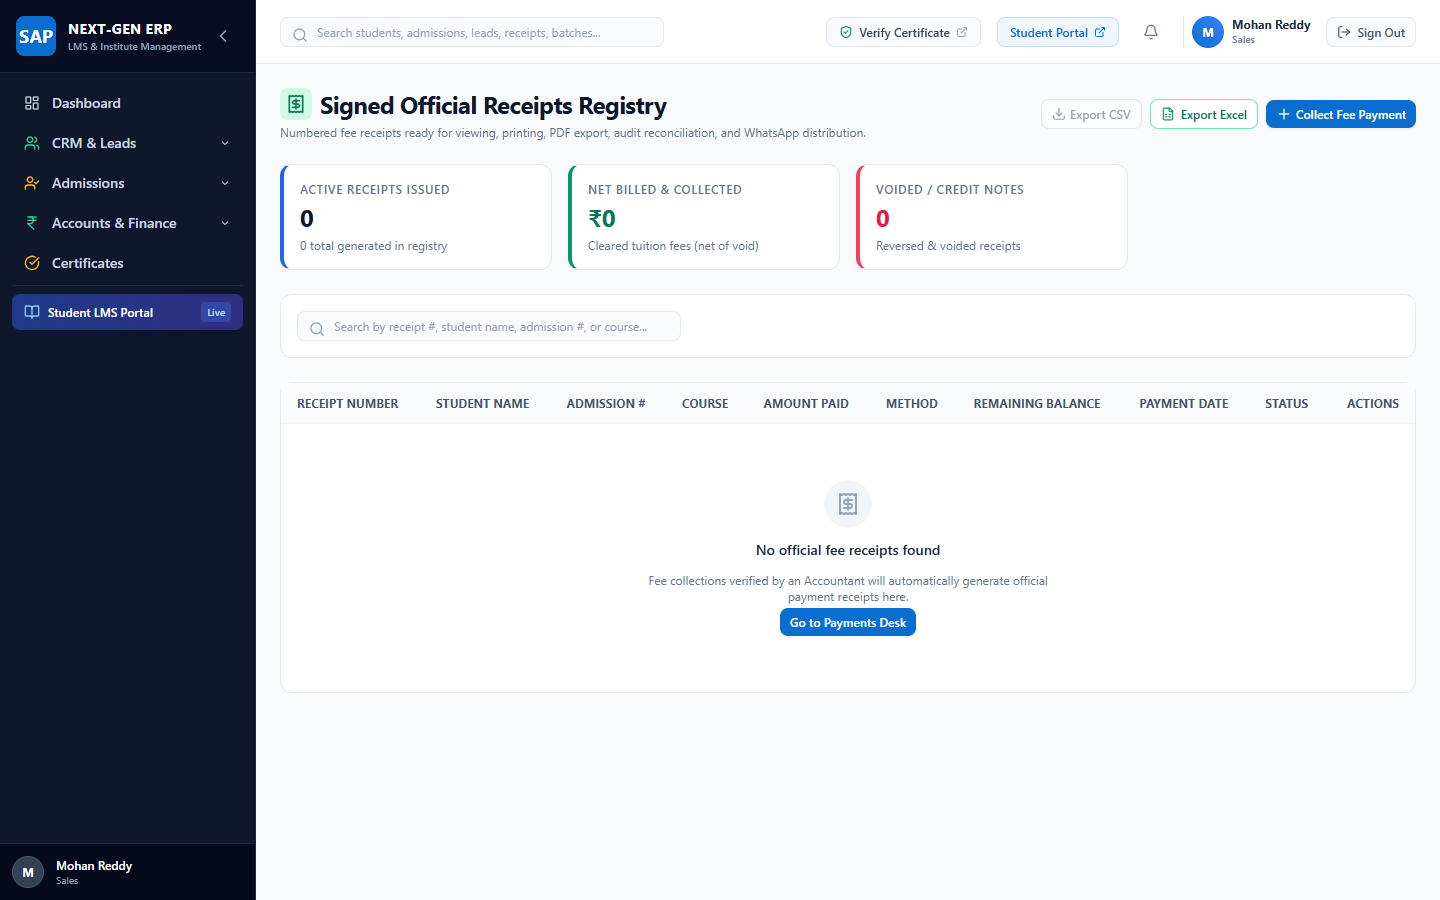 SAP
NEXT-GEN ERP
LMS & Institute Management
Dashboard
CRM & Leads
Admissions
Accounts & Finance
Certificates
Student LMS Portal
Live
M
Mohan Reddy
Sales
Search students, admissions, leads, receipts, batches...
Verify Certificate
Student Portal
M
Mohan Reddy
Sales
Sign Out
Signed Official Receipts Registry
Numbered fee receipts ready for viewing, printing, PDF export, audit reconciliation, and WhatsApp distribution.
Export CSV
Export Excel
Collect Fee Payment
ACTIVE RECEIPTS ISSUED
0
0 total generated in registry
NET BILLED & COLLECTED
₹0
Cleared tuition fees (net of void)
VOIDED / CREDIT NOTES
0
Reversed & voided receipts
Search by receipt #, student name, admission #, or course...
RECEIPT NUMBER STUDENT NAME ADMISSION # COURSE AMOUNT PAID METHOD REMAINING BALANCE PAYMENT DATE STATUS ACTIONS
No official fee receipts found
Fee collections verified by an Accountant will automatically generate official
payment receipts here.
Go to Payments Desk